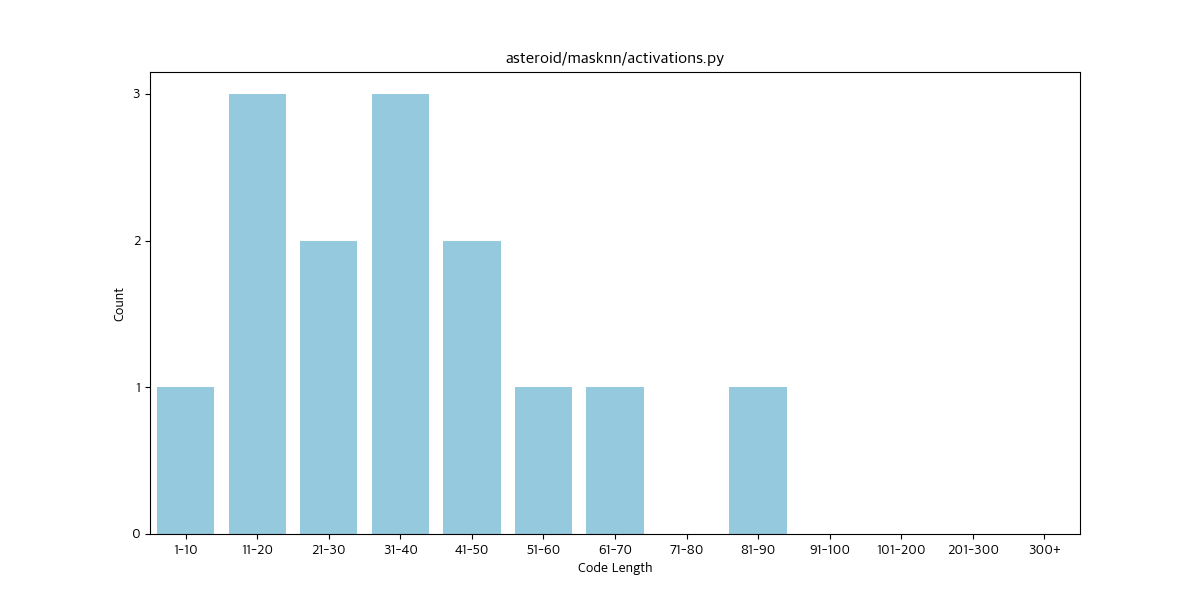 asteroid/masknn/activations.py
3
2
1
0
Count
1-10 11-20 21-30 31-40 41-50 51-60 61-70 71-80 81-90 91-100 101-200 201-300 300+
Code Length